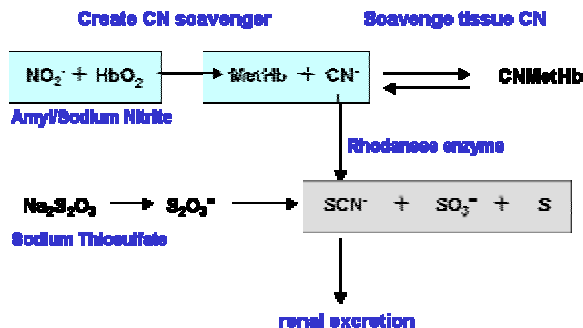 Create CN scavenger Scavenge tissue CN
NO₂⁻ + HbO₂ MetHb + CN⁻ CNMetHb
Amyl/Sodium Nitrite
Rhodanese enzyme
Na₂S₂O₃ S₂O₃⁼ SCN⁻ + SO₃⁼ + S
Sodium Thiosulfate
renal excretion